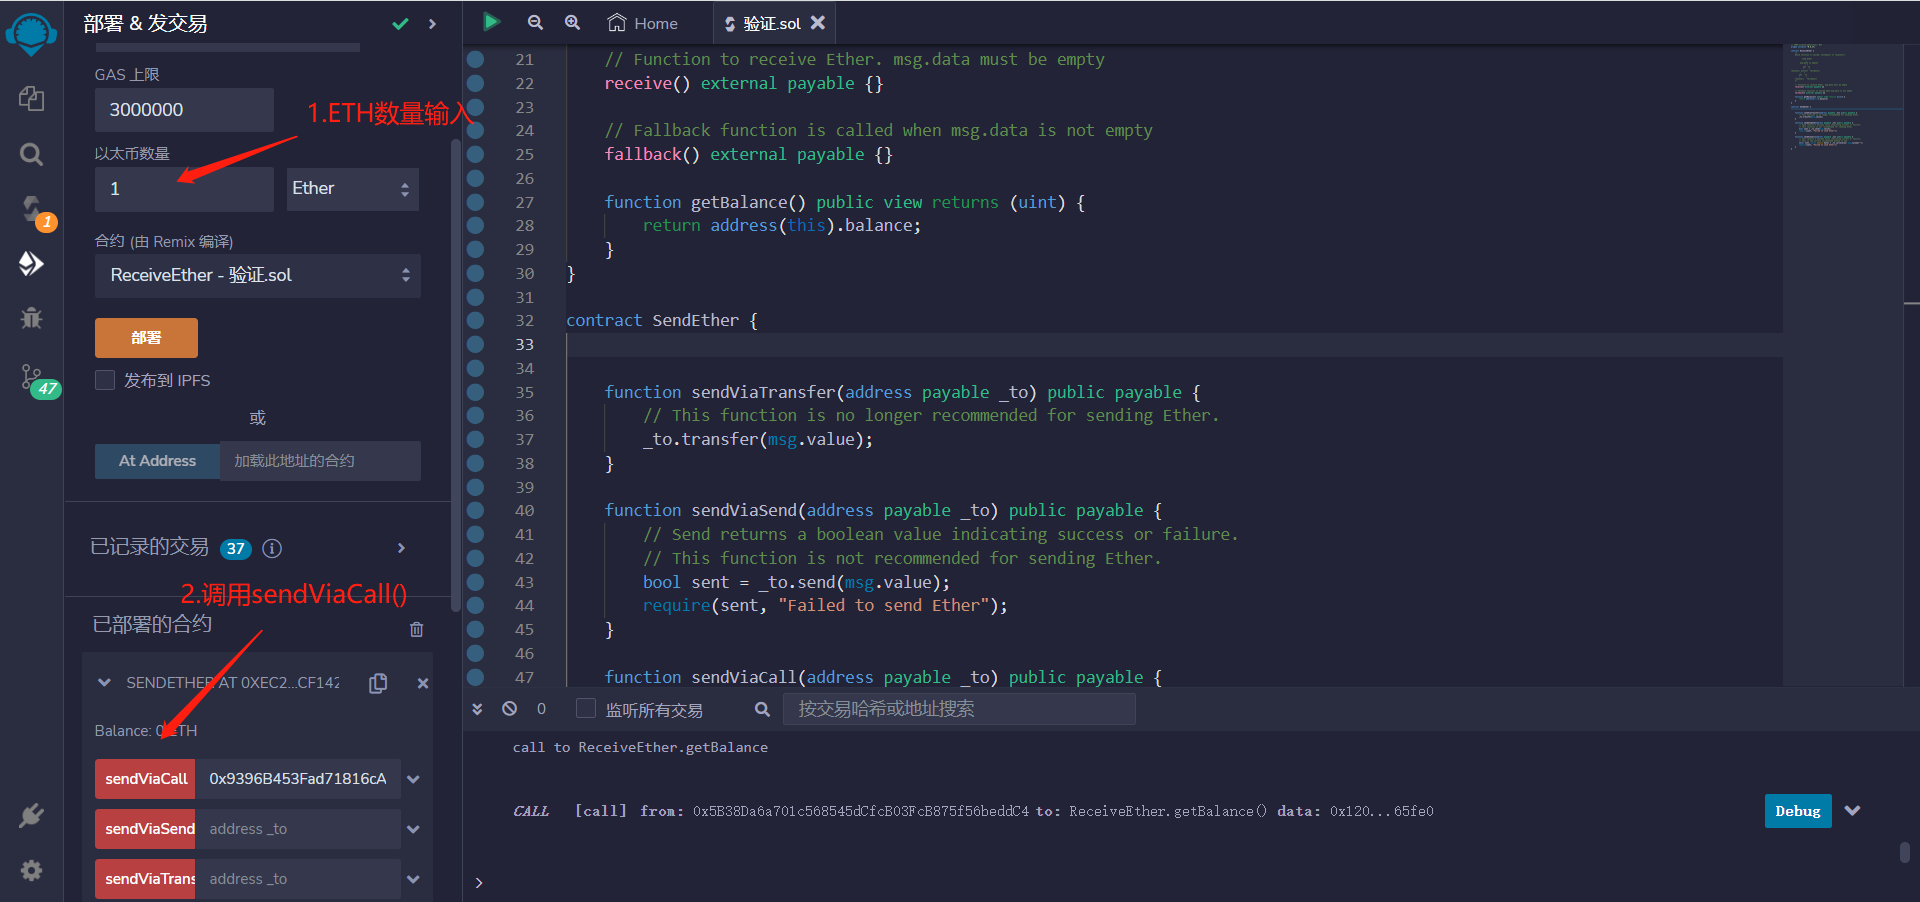 部署 & 发交易
GAS 上限
3000000
1.ETH数量输入
以太币数量
1
Ether
合约 (由 Remix 编译)
ReceiveEther - 验证.sol
部署
发布到 IPFS
或
At Address
加载此地址的合约
已记录的交易 37
2.调用sendViaCall()
已部署的合约
SENDETHER AT 0XEC2...CF142
Balance: 0 ETH
sendViaCall
0x9396B453Fad71816cA
sendViaSend
address _to
sendViaTrans
address _to
1
47
Home
验证.sol
21 // Function to receive Ether. msg.data must be empty
22 receive() external payable {}
23
24 // Fallback function is called when msg.data is not empty
25 fallback() external payable {}
26
27 function getBalance() public view returns (uint) {
28 return address(this).balance;
29 }
30 }
31
32 contract SendEther {
33
34
35 function sendViaTransfer(address payable _to) public payable {
36 // This function is no longer recommended for sending Ether.
37 _to.transfer(msg.value);
38 }
39
40 function sendViaSend(address payable _to) public payable {
41 // Send returns a boolean value indicating success or failure.
42 // This function is not recommended for sending Ether.
43 bool sent = _to.send(msg.value);
44 require(sent, "Failed to send Ether");
45 }
46
47 function sendViaCall(address payable _to) public payable {
0
监听所有交易
按交易哈希或地址搜索
call to ReceiveEther.getBalance
CALL [call] from: 0x5B38Da6a701c568545dCfcB03FcB875f56beddC4 to: ReceiveEther.getBalance() data: 0x120...65fe0
Debug
>